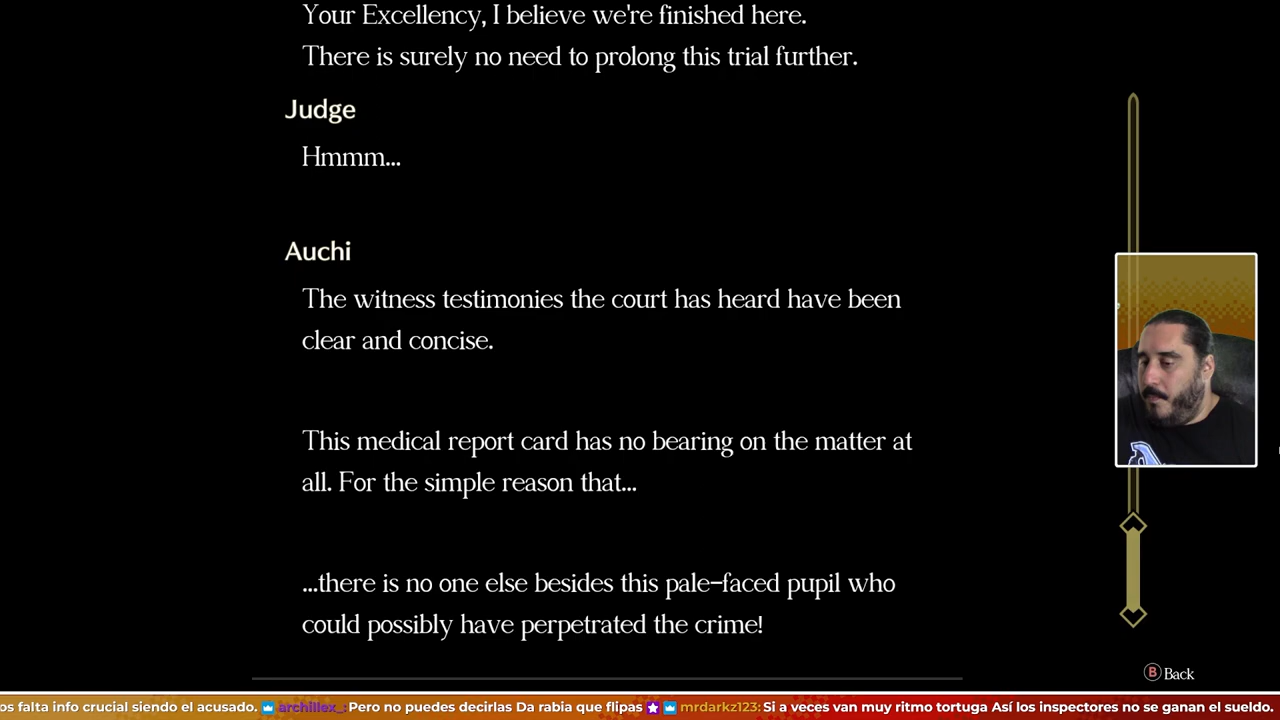 Your Excellency, I believe we're finished here.
There is surely no need to prolong this trial further.
Judge
Hmmm...
Auchi
The witness testimonies the court has heard have been
clear and concise.
This medical report card has no bearing on the matter at
all. For the simple reason that...
...there is no one else besides this pale-faced pupil who
could possibly have perpetrated the crime!
B Back
os falta info crucial siendo el acusado. archillex_: Pero no puedes decirlas Da rabia que flipas mrdarkz123: Si a veces van muy ritmo tortuga Así los inspectores no se ganan el sueldo.